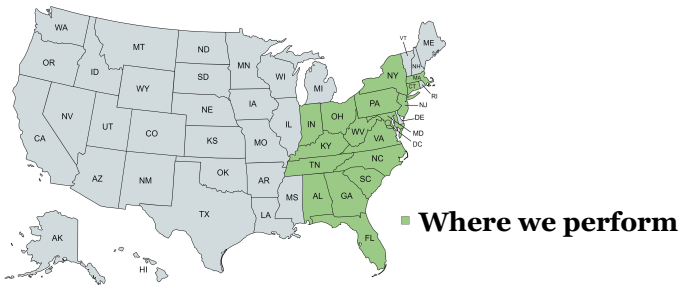 WA
OR
CA
NV
ID
MT
WY
UT
AZ
CO
NM
ND
SD
NE
KS
OK
TX
MN
IA
MO
AR
LA
WI
IL
MS
MI
IN
OH
KY
TN
AL
GA
FL
SC
NC
VA
WV
PA
NY
VT
NH
ME
MA
CT
RI
NJ
DE
MD
DC
AK
HI
Where we perform